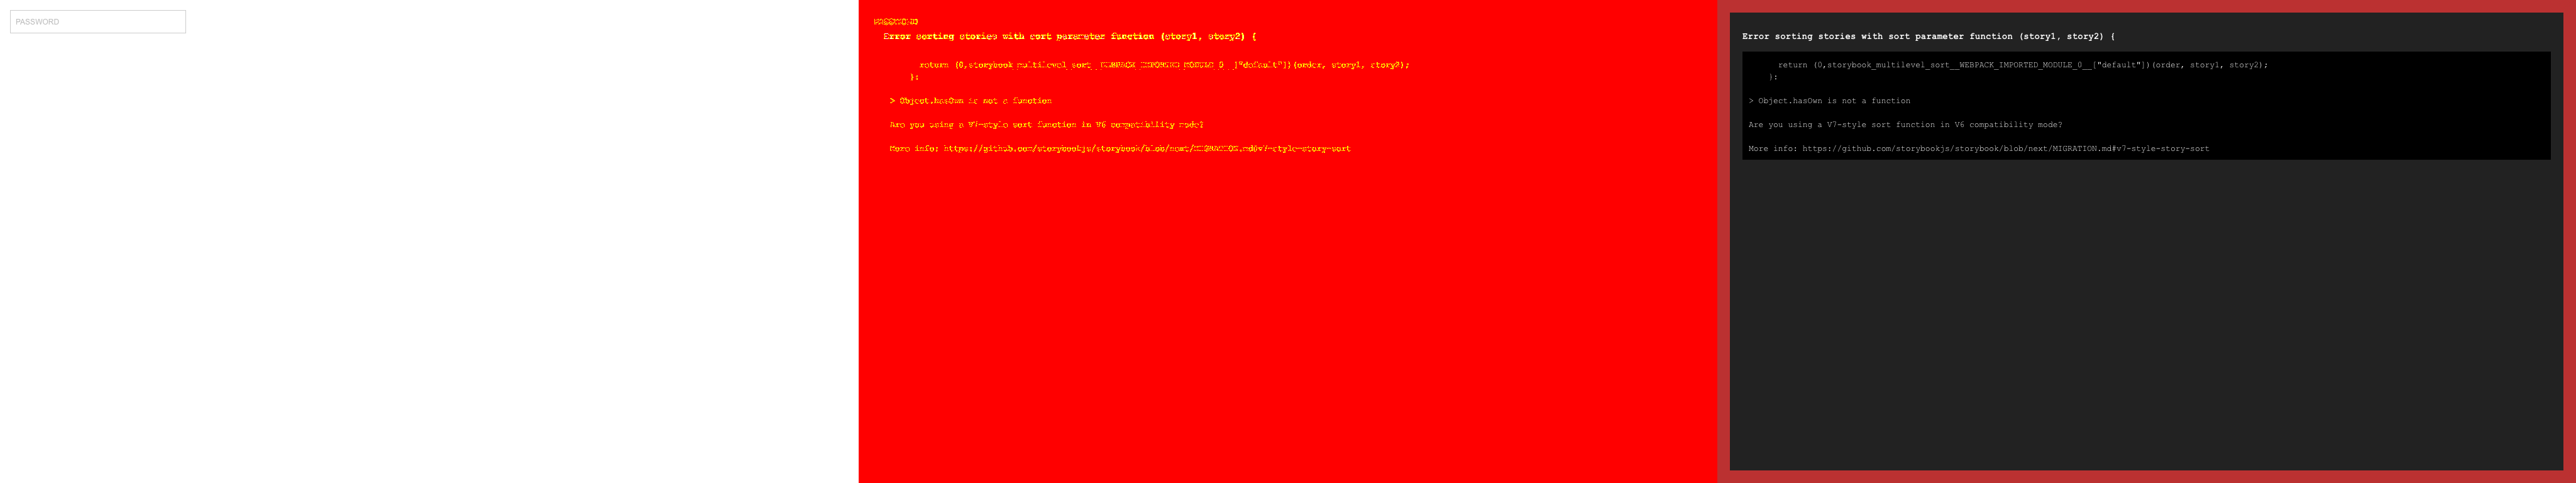 PASSWORD
Error sorting stories with sort parameter function (story1, story2) {
return (0,storybook_multilevel_sort__WEBPACK_IMPORTED_MODULE_0__["default"])(order, story1, story2);
}:
> Object.hasOwn is not a function
Are you using a V7-style sort function in V6 compatibility mode?
More info: https://github.com/storybookjs/storybook/blob/next/MIGRATION.md#v7-style-story-sort
Error sorting stories with sort parameter function (story1, story2) {
return (0,storybook_multilevel_sort__WEBPACK_IMPORTED_MODULE_0__["default"])(order, story1, story2);
}:
> Object.hasOwn is not a function
Are you using a V7-style sort function in V6 compatibility mode?
More info: https://github.com/storybookjs/storybook/blob/next/MIGRATION.md#v7-style-story-sort